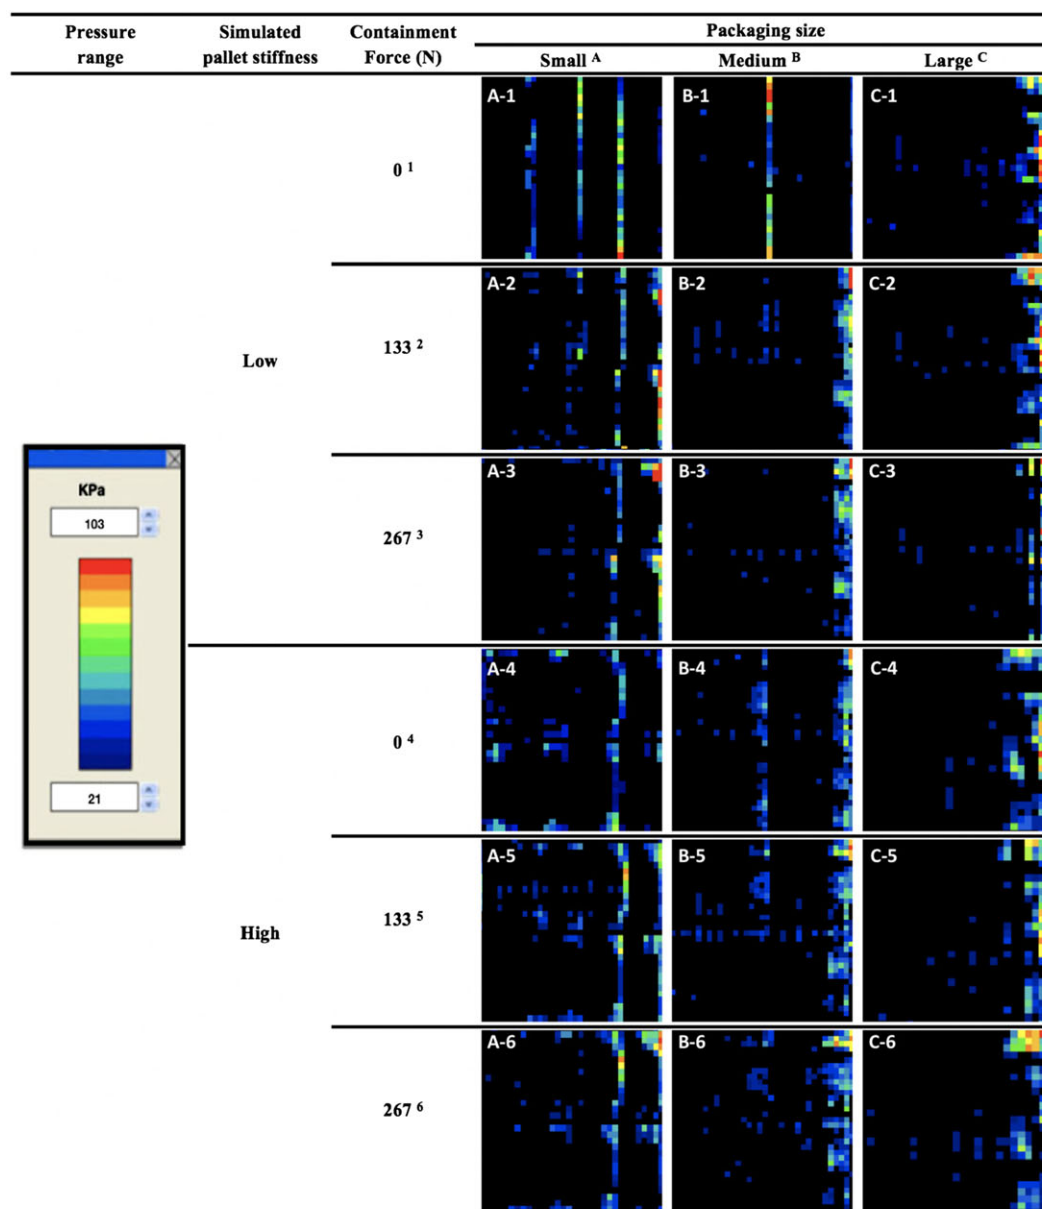 Pressure range
Simulated pallet stiffness
Containment Force (N)
Packaging size
Small A
Medium B
Large C
A-1
B-1
C-1
0 1
A-2
B-2
C-2
133 2
Low
A-3
B-3
C-3
KPa
103
267 3
A-4
B-4
C-4
0 4
21
A-5
B-5
C-5
133 5
High
A-6
B-6
C-6
267 6